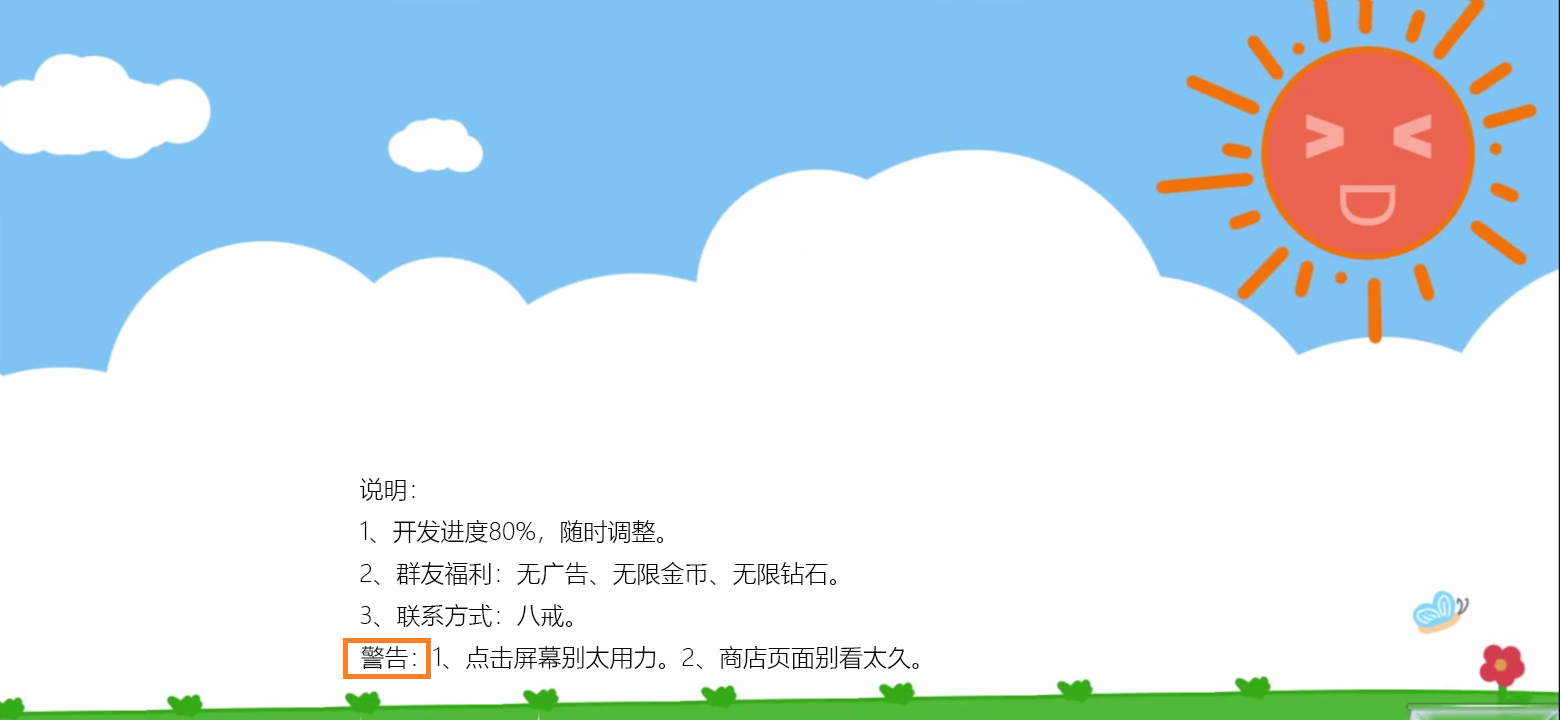 说明：
1、开发进度80%，随时调整。
2、群友福利：无广告、无限金币、无限钻石。
3、联系方式：八戒。
警告：1、点击屏幕别太用力。2、商店页面别看太久。